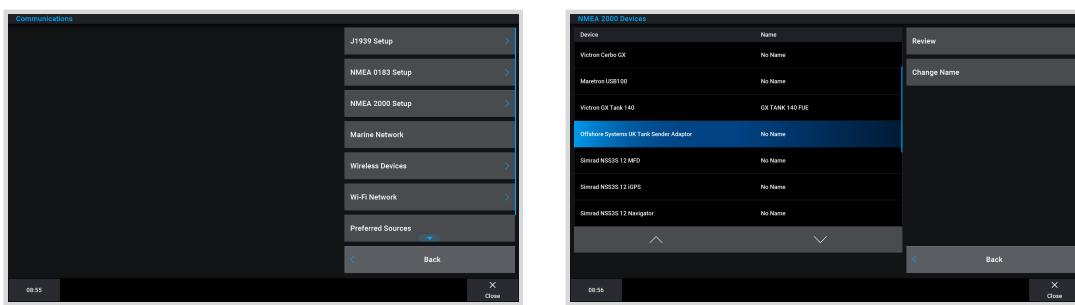 Communications
J1939 Setup
NMEA 0183 Setup
NMEA 2000 Setup
Marine Network
Wireless Devices
Wi-Fi Network
Preferred Sources
Back
08:55
Close
NMEA 2000 Devices
Device Name
Victron Cerbo GX No Name
Maretron USB100 No Name
Victron GX Tank 140 GX TANK 140 FUE
Offshore Systems UK Tank Sender Adaptor No Name
Simrad NSS3S 12 MFD No Name
Simrad NSS3S 12 iGPS No Name
Simrad NSS3S 12 Navigator No Name
Review
Change Name
Back
08:56
Close